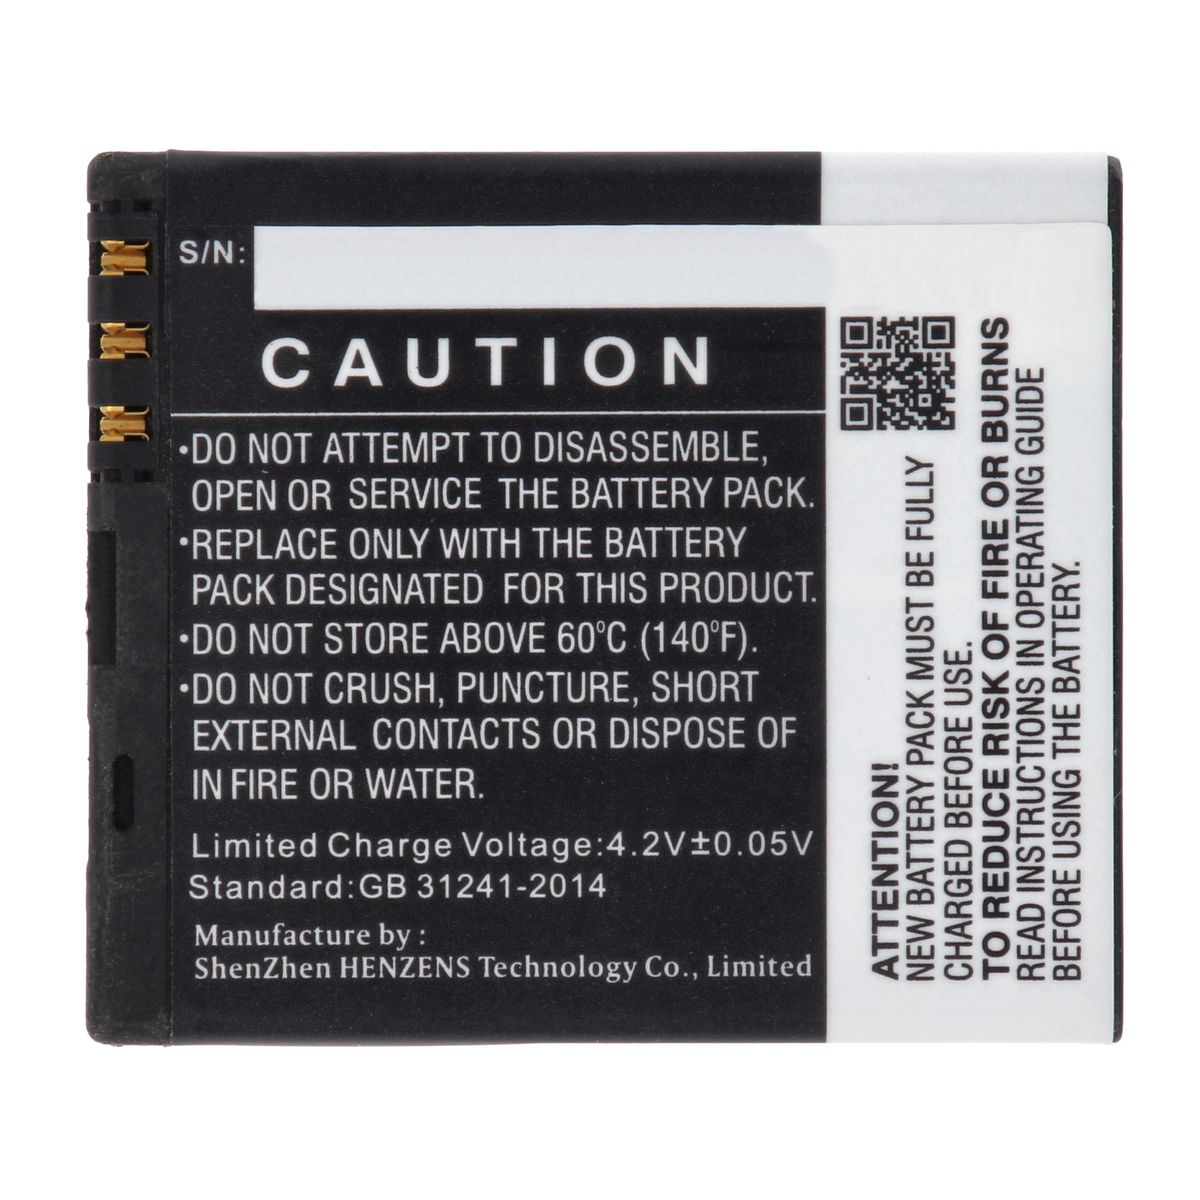 S/N:
CAUTION
•DO NOT ATTEMPT TO DISASSEMBLE,
OPEN OR SERVICE THE BATTERY PACK.
•REPLACE ONLY WITH THE BATTERY
PACK DESIGNATED FOR THIS PRODUCT.
•DO NOT STORE ABOVE 60°C (140°F).
•DO NOT CRUSH, PUNCTURE, SHORT
EXTERNAL CONTACTS OR DISPOSE OF
IN FIRE OR WATER.
Limited Charge Voltage:4.2V±0.05V
Standard:GB 31241-2014
Manufacture by :
ShenZhen HENZENS Technology Co., Limited
ATTENTION!
NEW BATTERY PACK MUST BE FULLY
CHARGED BEFORE USE.
TO REDUCE RISK OF FIRE OR BURNS
READ INSTRUCTIONS IN OPERATING GUIDE
BEFORE USING THE BATTERY.